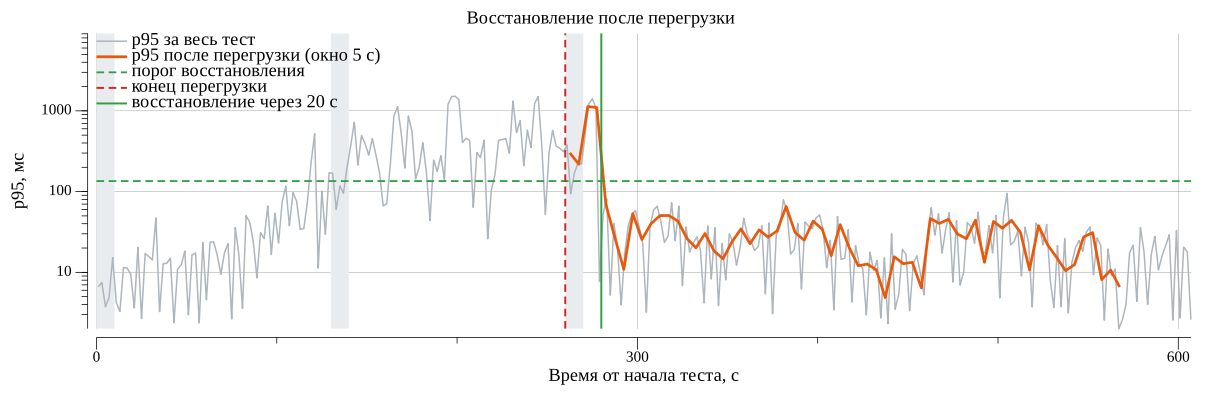 Восстановление после перегрузки
p95 за весь тест
p95 после перегрузки (окно 5 с)
порог восстановления
конец перегрузки
восстановление через 20 с
p95, мс
1000
100
10
0
300
600
Время от начала теста, с